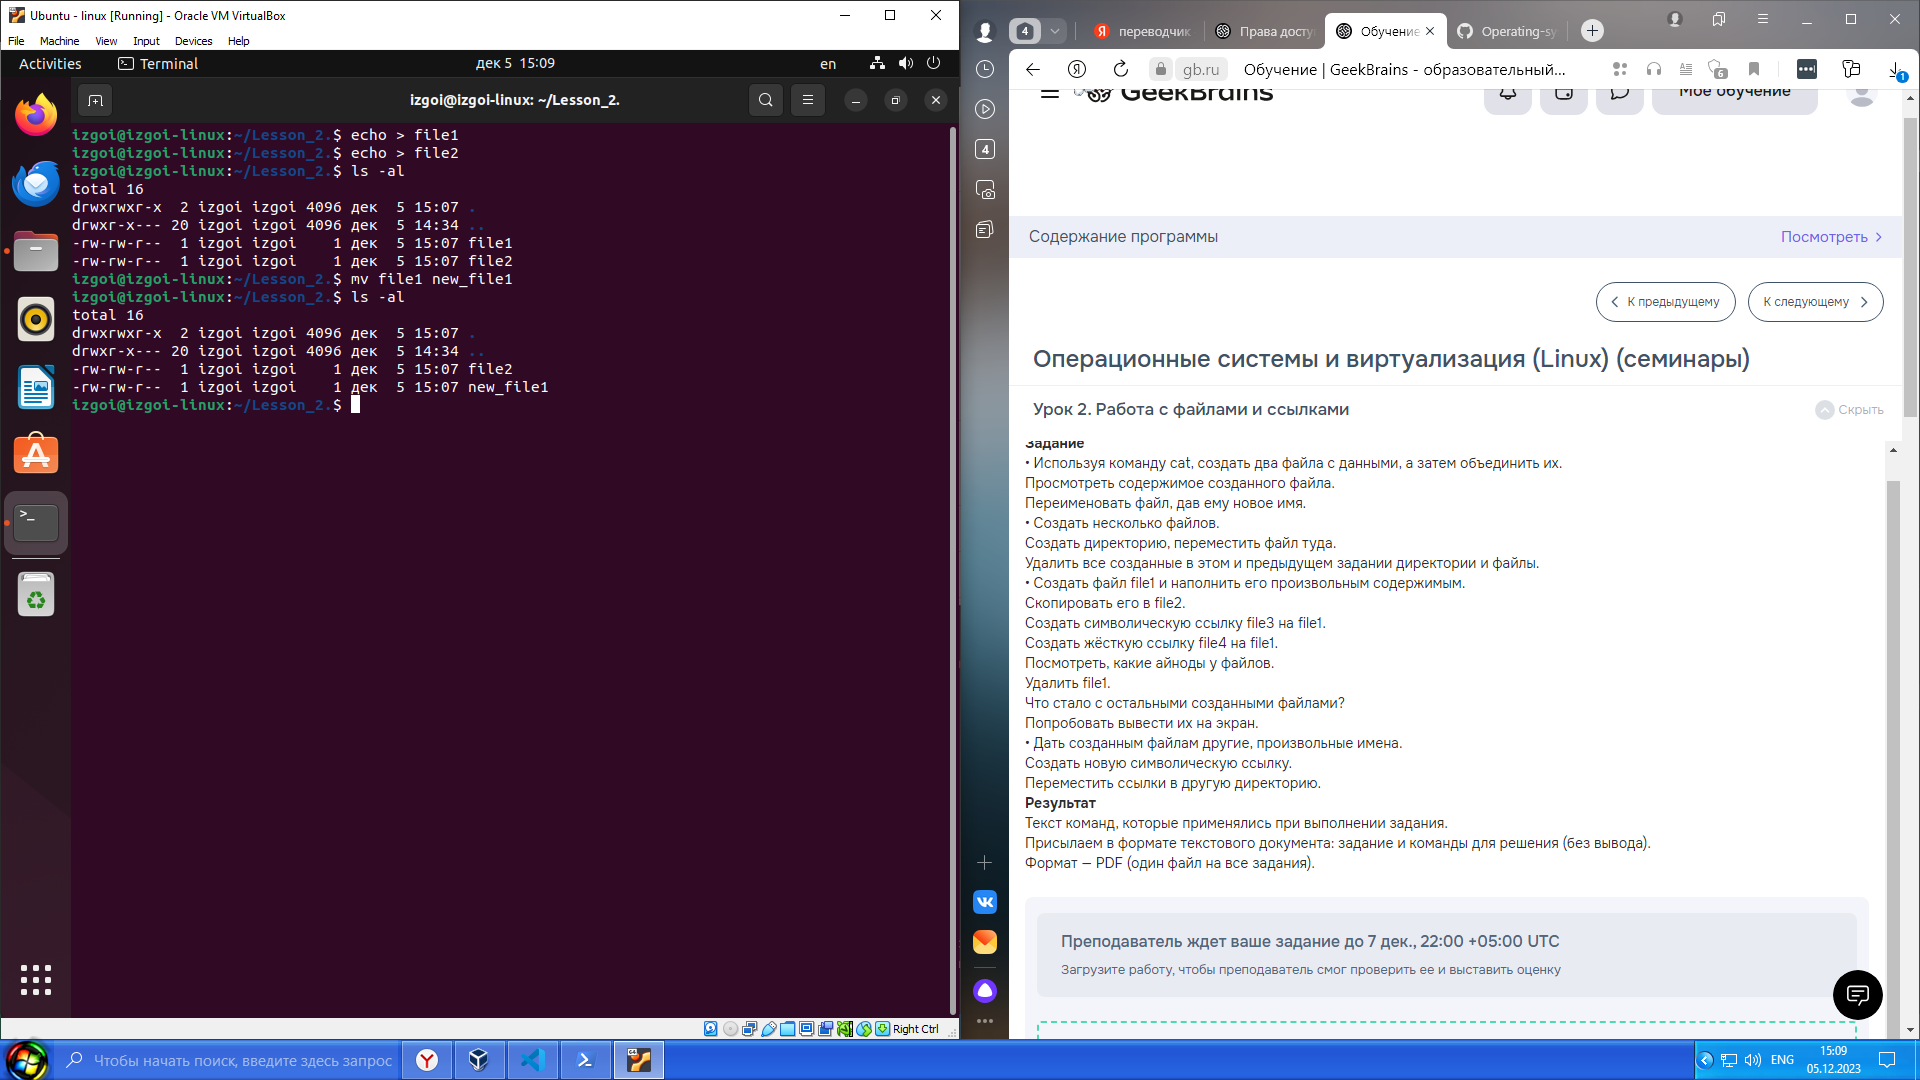 Ubuntu - linux [Running] - Oracle VM VirtualBox
File Machine View Input Devices Help
Activities Terminal дек 5 15:09 en
izgoi@izgoi-linux: ~/Lesson_2.
izgoi@izgoi-linux:~/Lesson_2.$ echo > file1
izgoi@izgoi-linux:~/Lesson_2.$ echo > file2
izgoi@izgoi-linux:~/Lesson_2.$ ls -al
total 16
drwxrwxr-x 2 izgoi izgoi 4096 дек 5 15:07 .
drwxr-x--- 20 izgoi izgoi 4096 дек 5 14:34 ..
-rw-rw-r-- 1 izgoi izgoi 1 дек 5 15:07 file1
-rw-rw-r-- 1 izgoi izgoi 1 дек 5 15:07 file2
izgoi@izgoi-linux:~/Lesson_2.$ mv file1 new_file1
izgoi@izgoi-linux:~/Lesson_2.$ ls -al
total 16
drwxrwxr-x 2 izgoi izgoi 4096 дек 5 15:07 .
drwxr-x--- 20 izgoi izgoi 4096 дек 5 14:34 ..
-rw-rw-r-- 1 izgoi izgoi 1 дек 5 15:07 file2
-rw-rw-r-- 1 izgoi izgoi 1 дек 5 15:07 new_file1
izgoi@izgoi-linux:~/Lesson_2.$
Right Ctrl
4 переводчик Права досту Обучение Operating-sy
gb.ru Обучение | GeekBrains - образовательный... 6 1
4
GeekBrains Мое обучение
Содержание программы Посмотреть
К предыдущему К следующему
Операционные системы и виртуализация (Linux) (семинары)
Урок 2. Работа с файлами и ссылками Скрыть
Задание
• Используя команду cat, создать два файла с данными, а затем объединить их.
Просмотреть содержимое созданного файла.
Переименовать файл, дав ему новое имя.
• Создать несколько файлов.
Создать директорию, переместить файл туда.
Удалить все созданные в этом и предыдущем задании директории и файлы.
• Создать файл file1 и наполнить его произвольным содержимым.
Скопировать его в file2.
Создать символическую ссылку file3 на file1.
Создать жёсткую ссылку file4 на file1.
Посмотреть, какие айноды у файлов.
Удалить file1.
Что стало с остальными созданными файлами?
Попробовать вывести их на экран.
• Дать созданным файлам другие, произвольные имена.
Создать новую символическую ссылку.
Переместить ссылки в другую директорию.
Результат
Текст команд, которые применялись при выполнении задания.
Присылаем в формате текстового документа: задание и команды для решения (без вывода).
Формат — PDF (один файл на все задания).
Преподаватель ждет ваше задание до 7 дек., 22:00 +05:00 UTC
Загрузите работу, чтобы преподаватель смог проверить ее и выставить оценку
Чтобы начать поиск, введите здесь запрос
ENG 15:09
05.12.2023